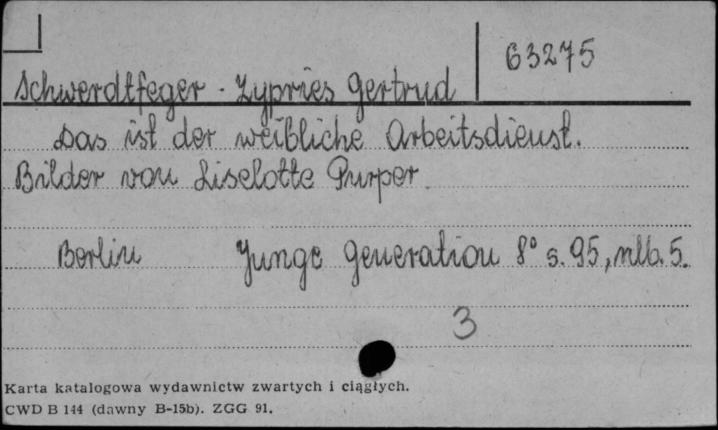 63275
Schwerdtfeger - Zypries Gertrud
Das ist der weibliche Arbeitsdienst.
Bilder von Liselotte Purper.
Berlin Junge Generation 8° s. 95, nlb. 5.
3
Karta katalogowa wydawnictw zwartych i ciągłych.
CWD B 144 (dawny B-15b). ZGG 91.